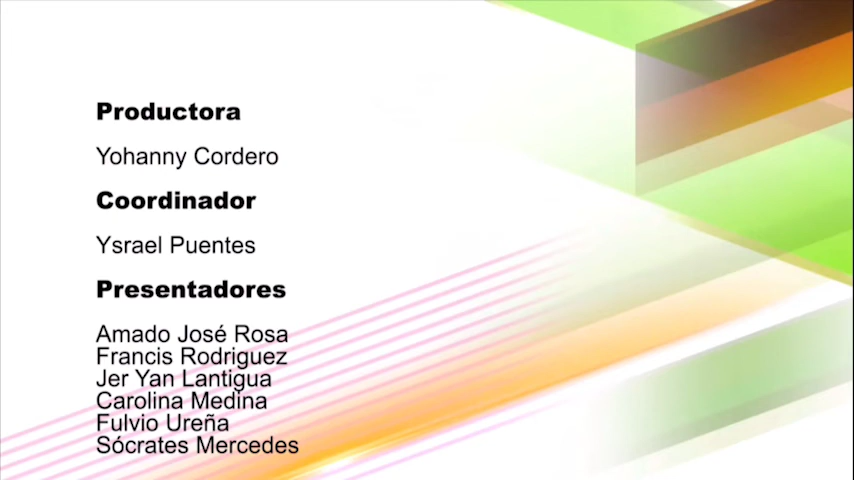 Productora
Yohanny Cordero
Coordinador
Ysrael Puentes
Presentadores
Amado José Rosa
Francis Rodriguez
Jer Yan Lantigua
Carolina Medina
Fulvio Ureña
Sócrates Mercedes